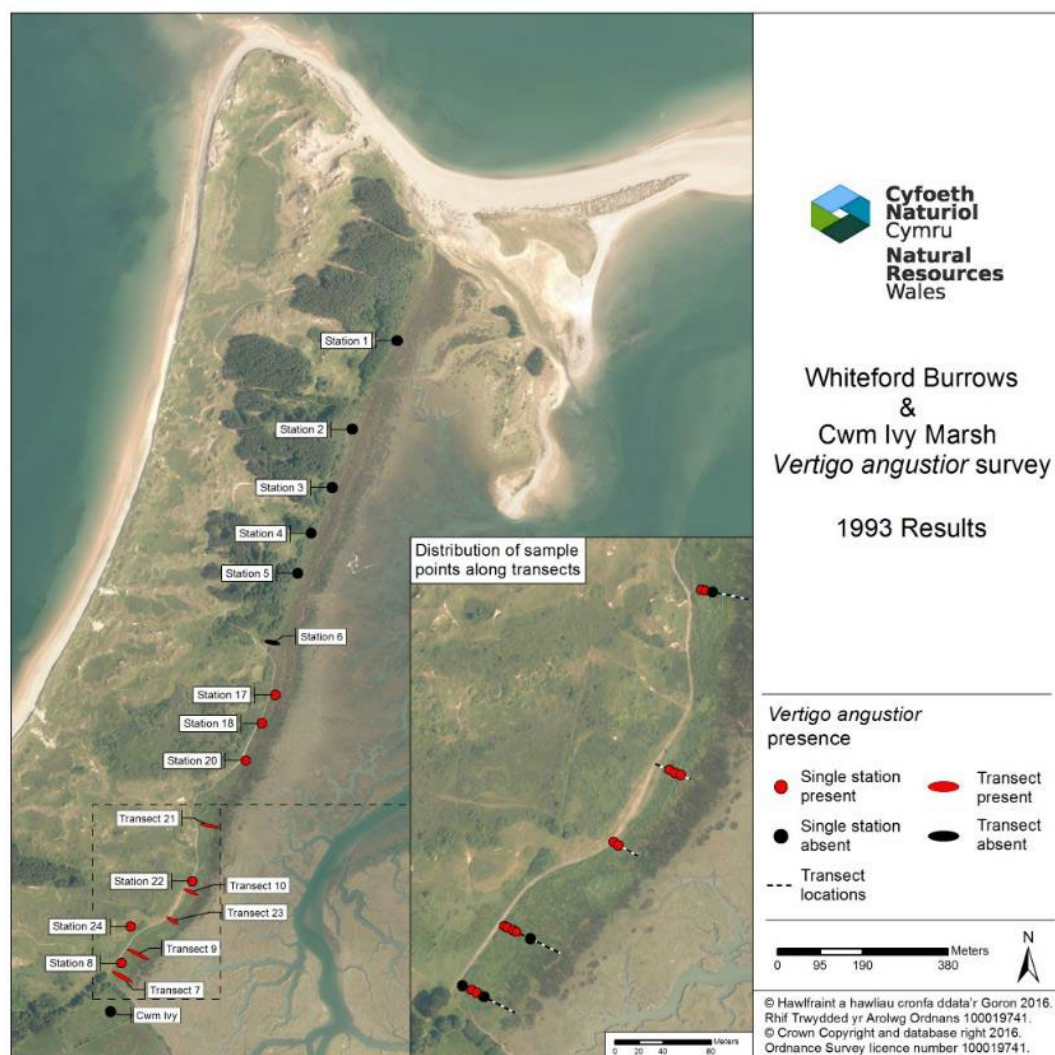 Station 1
Station 2
Station 3
Station 4
Station 5
Station 6
Station 17
Station 18
Station 20
Transect 21
Station 22
Transect 10
Transect 23
Station 24
Transect 9
Station 8
Transect 7
Cwm Ivy
Distribution of sample
points along transects
Meters
0 20 40 80
Cyfoeth
Naturiol
Cymru
Natural
Resources
Wales
Whiteford Burrows
&
Cwm Ivy Marsh
Vertigo angustior survey
1993 Results
Vertigo angustior
presence
Single station
present
Transect
present
Single station
absent
Transect
absent
Transect
locations
Meters
0 95 190 380
N
© Hawlfraint a hawliau cronfa ddata'r Goron 2016.
Rhif Trwydded yr Arolwg Ordnans 100019741.
© Crown Copyright and database right 2016.
Ordnance Survey licence number 100019741.